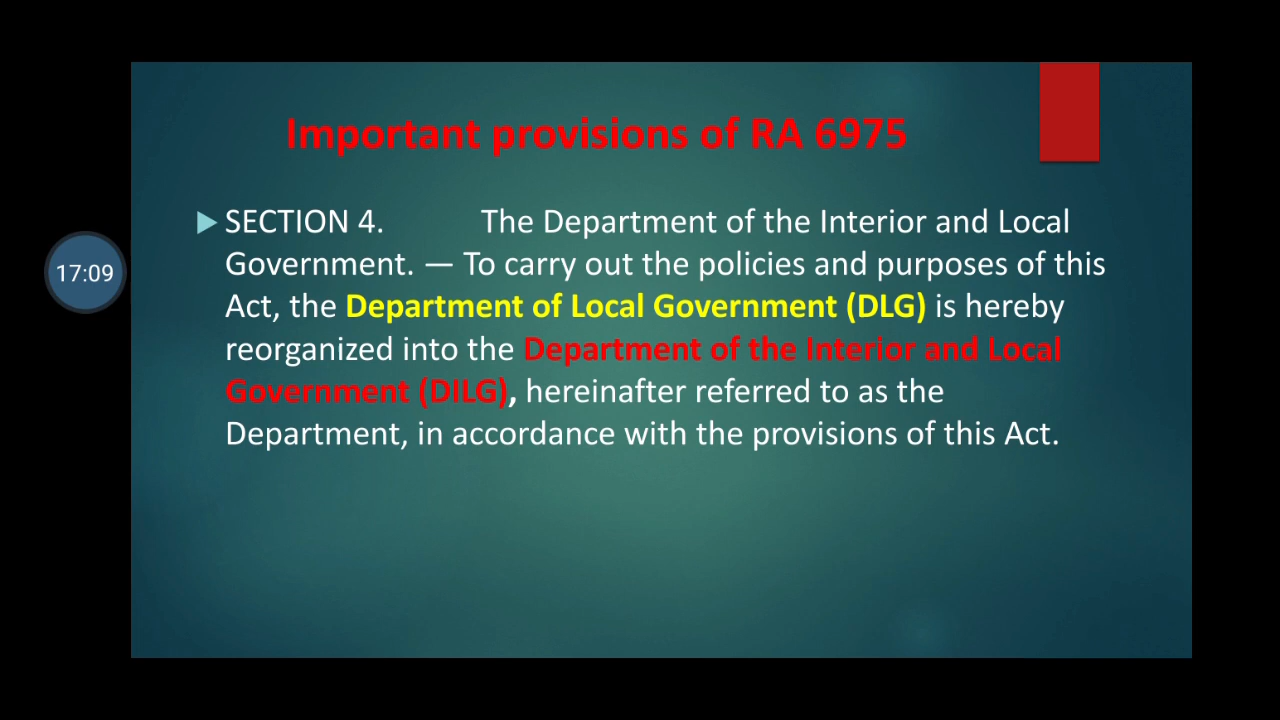 Important provisions of RA 6975
SECTION 4. The Department of the Interior and Local
Government. — To carry out the policies and purposes of this
Act, the Department of Local Government (DLG) is hereby
reorganized into the Department of the Interior and Local
Government (DILG), hereinafter referred to as the
Department, in accordance with the provisions of this Act.
17:09